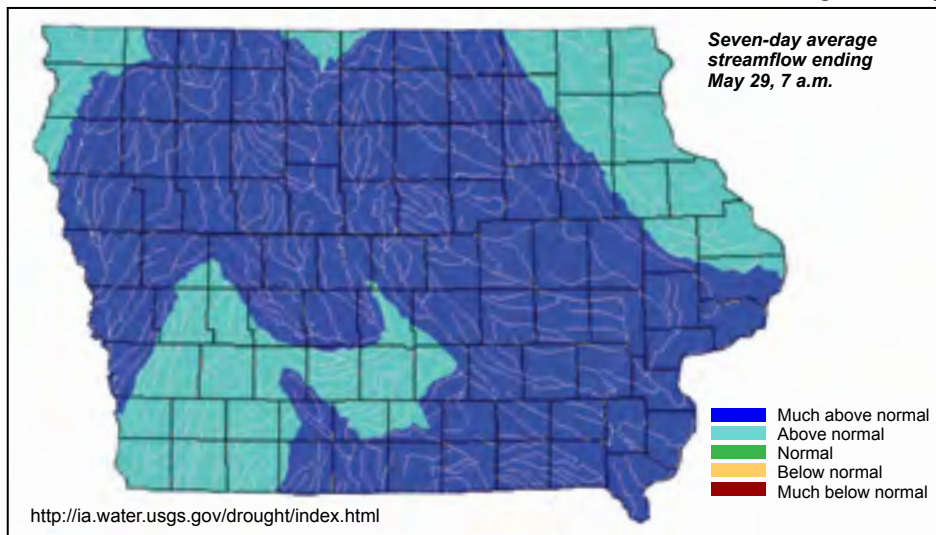 Seven-day average
streamflow ending
May 29, 7 a.m.
Much above normal
Above normal
Normal
Below normal
Much below normal
http://ia.water.usgs.gov/drought/index.html